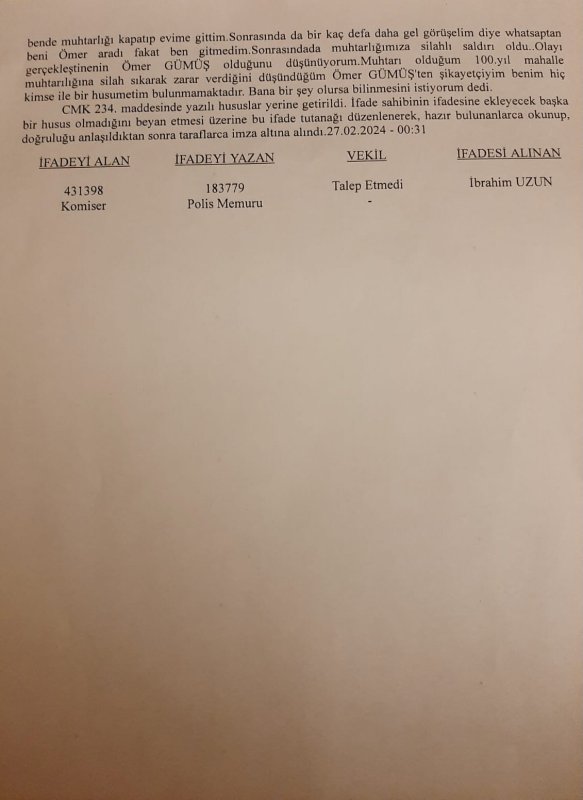 bende muhtarlığı kapatıp evime gittim.Sonrasında da bir kaç defa daha gel görüşelim diye whatsaptan
beni Ömer aradı fakat ben gitmedim.Sonrasındada muhtarlığımıza silahlı saldırı oldu..Olayı
gerçekleştinenin Ömer GÜMÜŞ olduğunu düşünüyorum.Muhtarı olduğum 100.yıl mahalle
muhtarılığına silah sıkarak zarar verdiğini düşündüğüm Ömer GÜMÜŞ'ten şikayetçiyim benim hiç
kimse ile bir husumetim bulunmamaktadır. Bana bir şey olursa bilinmesini istiyorum dedi.
CMK 234. maddesinde yazılı hususlar yerine getirildi. İfade sahibinin ifadesine ekleyecek başka
bir husus olmadığını beyan etmesi üzerine bu ifade tutanağı düzenlenerek, hazır bulunanlarca okunup,
doğruluğu anlaşıldıktan sonra taraflarca imza altına alındı.27.02.2024 - 00:31
İFADEYİ ALAN İFADEYİ YAZAN VEKİL İFADESİ ALINAN
431398 183779 Talep Etmedi İbrahim UZUN
Komiser Polis Memuru -